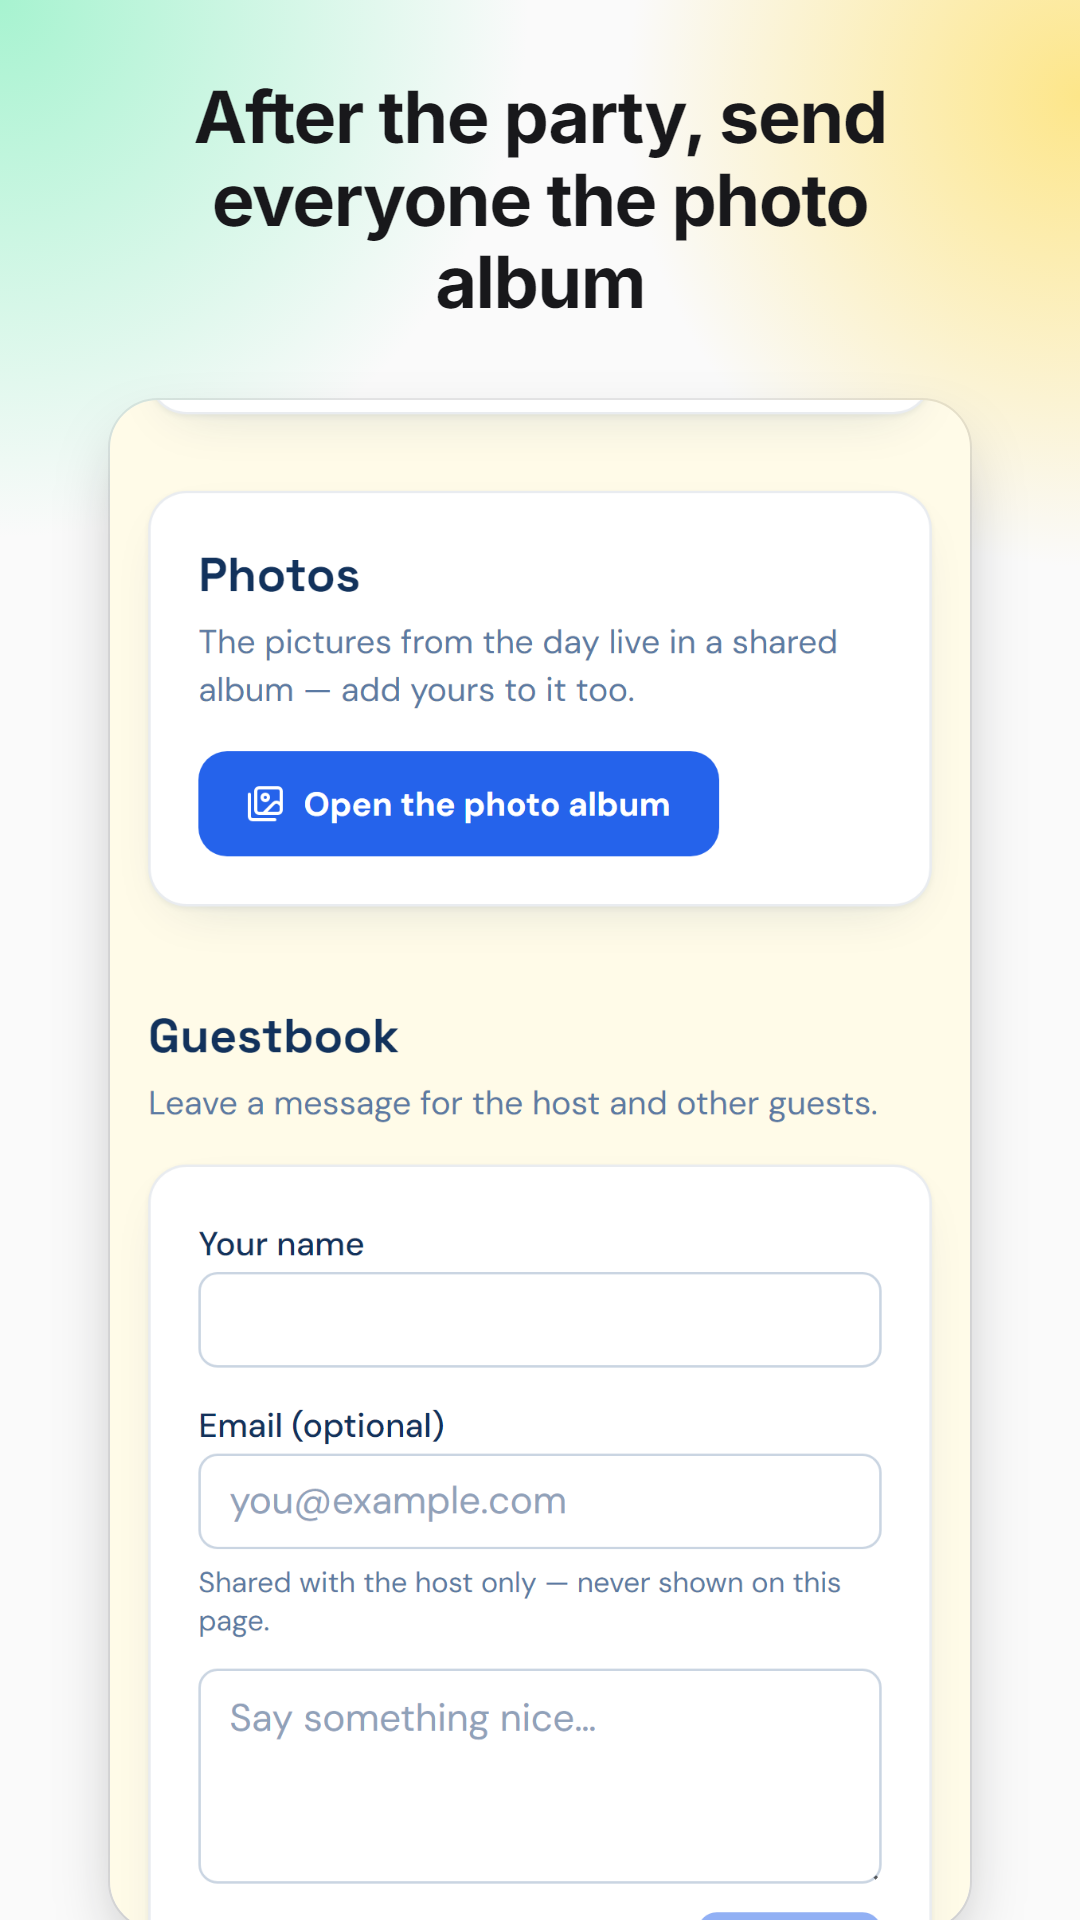 After the party, send
everyone the photo
album
Photos
The pictures from the day live in a shared
album — add yours to it too.
Open the photo album
Guestbook
Leave a message for the host and other guests.
Your name
Email (optional)
you@example.com
Shared with the host only — never shown on this
page.
Say something nice...